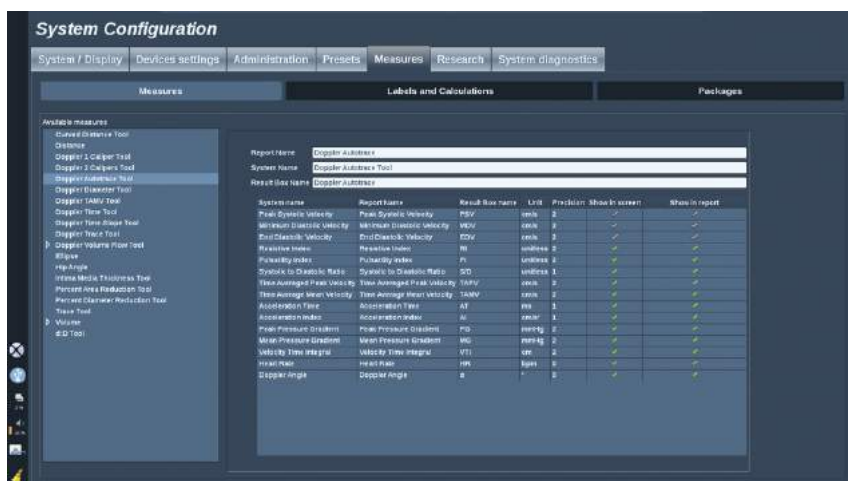 System Configuration
System / Display Devices settings Administration Presets Measures Research System diagnostics
Measures Labels and Calculations Packages
Available measures
Curved Distance Tool
Distance
Doppler 1 Caliper Tool
Doppler 2 Calipers Tool
Doppler Autotrace Tool
Doppler Diameter Tool
Doppler TAMV Tool
Doppler Time Tool
Doppler Time Slope Tool
Doppler Trace Tool
Doppler Volume Flow Tool
Ellipse
Hip Angle
Intima Media Thickness Tool
Percent Area Reduction Tool
Percent Diameter Reduction Tool
Trace Tool
Volume
d:D Tool
Report Name Doppler Autotrace
System Name Doppler Autotrace Tool
Result Box Name Doppler Autotrace
System name Report Name Result Box name Unit Precision Show in screen Show in report
Peak Systolic Velocity Peak Systolic Velocity PSV cm/s 2
Minimum Diastolic Velocity Minimum Diastolic Velocity MDV cm/s 2
End Diastolic Velocity End Diastolic Velocity EDV cm/s 2
Resistive Index Resistive Index RI unitless 2
Pulsatility Index Pulsatility Index PI unitless 2
Systolic to Diastolic Ratio Systolic to Diastolic Ratio S/D unitless 1
Time Averaged Peak Velocity Time Averaged Peak Velocity TAPV cm/s 2
Time Average Mean Velocity Time Average Mean Velocity TAMV cm/s 2
Acceleration Time Acceleration Time AT ms 1
Acceleration Index Acceleration Index AI cm/s² 1
Peak Pressure Gradient Peak Pressure Gradient PG mmHg 2
Mean Pressure Gradient Mean Pressure Gradient MG mmHg 2
Velocity Time Integral Velocity Time Integral VTI cm 2
Heart Rate Heart Rate HR bpm 0
Doppler Angle Doppler Angle ° 0